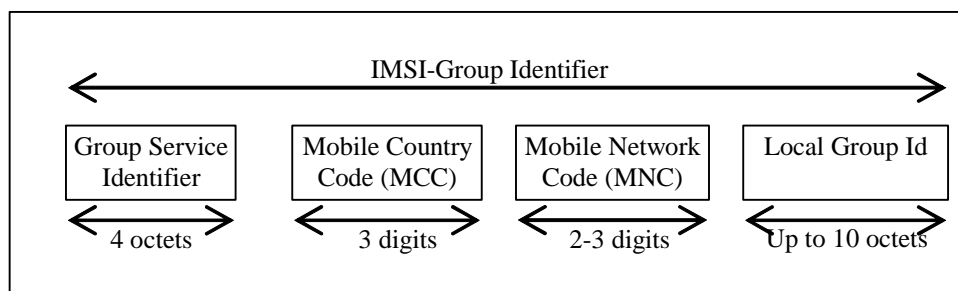 IMSI-Group Identifier
Group Service
Identifier
Mobile Country
Code (MCC)
Mobile Network
Code (MNC)
Local Group Id
4 octets
3 digits
2-3 digits
Up to 10 octets